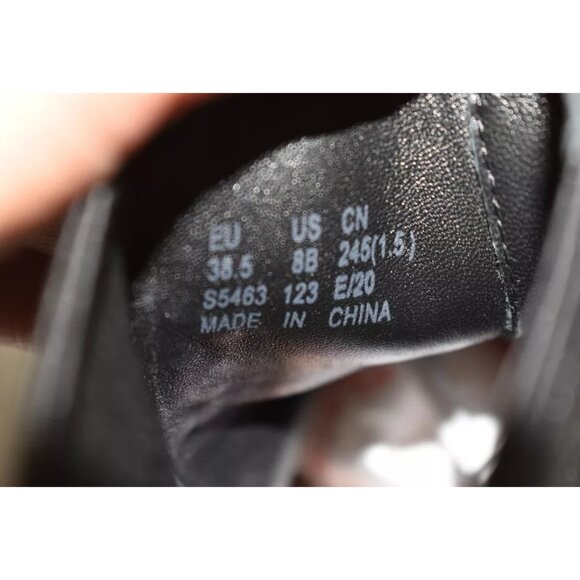 EU US CN
38.5 8B 245(1.5)
S5463 123 E/20
MADE IN CHINA